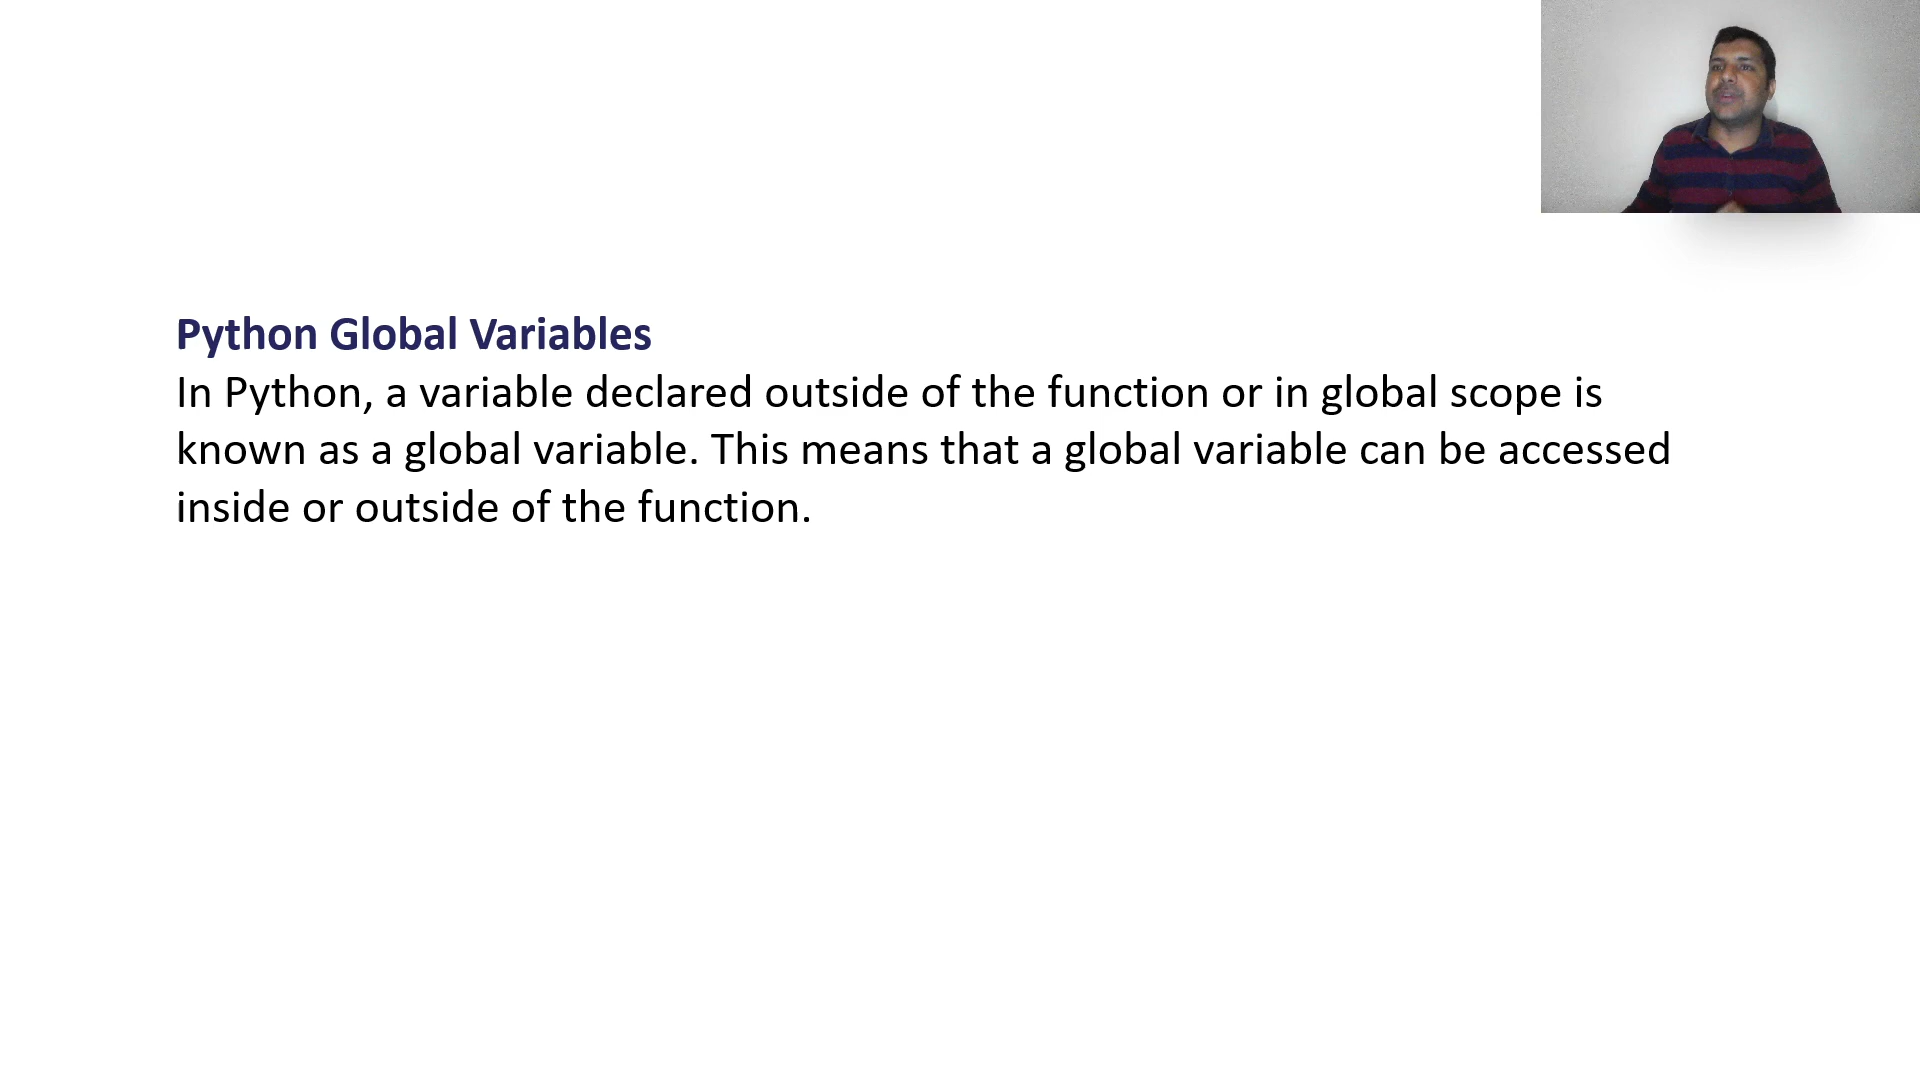 Python Global Variables
In Python, a variable declared outside of the function or in global scope is
known as a global variable. This means that a global variable can be accessed
inside or outside of the function.